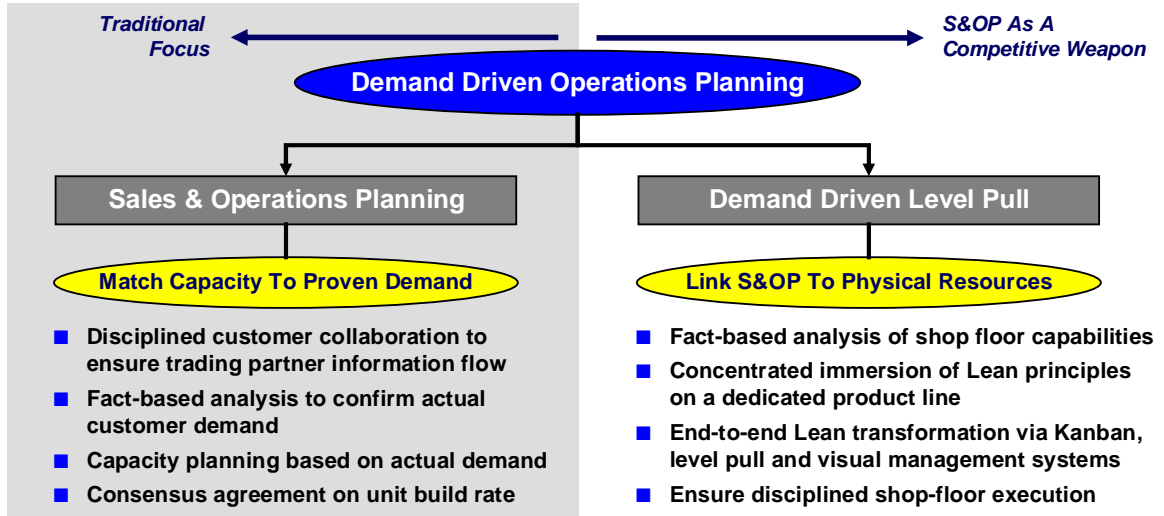 Traditional
Focus
S&OP As A
Competitive Weapon
Demand Driven Operations Planning
Sales & Operations Planning
Match Capacity To Proven Demand
Disciplined customer collaboration to
ensure trading partner information flow
Fact-based analysis to confirm actual
customer demand
Capacity planning based on actual demand
Consensus agreement on unit build rate
Demand Driven Level Pull
Link S&OP To Physical Resources
Fact-based analysis of shop floor capabilities
Concentrated immersion of Lean principles
on a dedicated product line
End-to-end Lean transformation via Kanban,
level pull and visual management systems
Ensure disciplined shop-floor execution